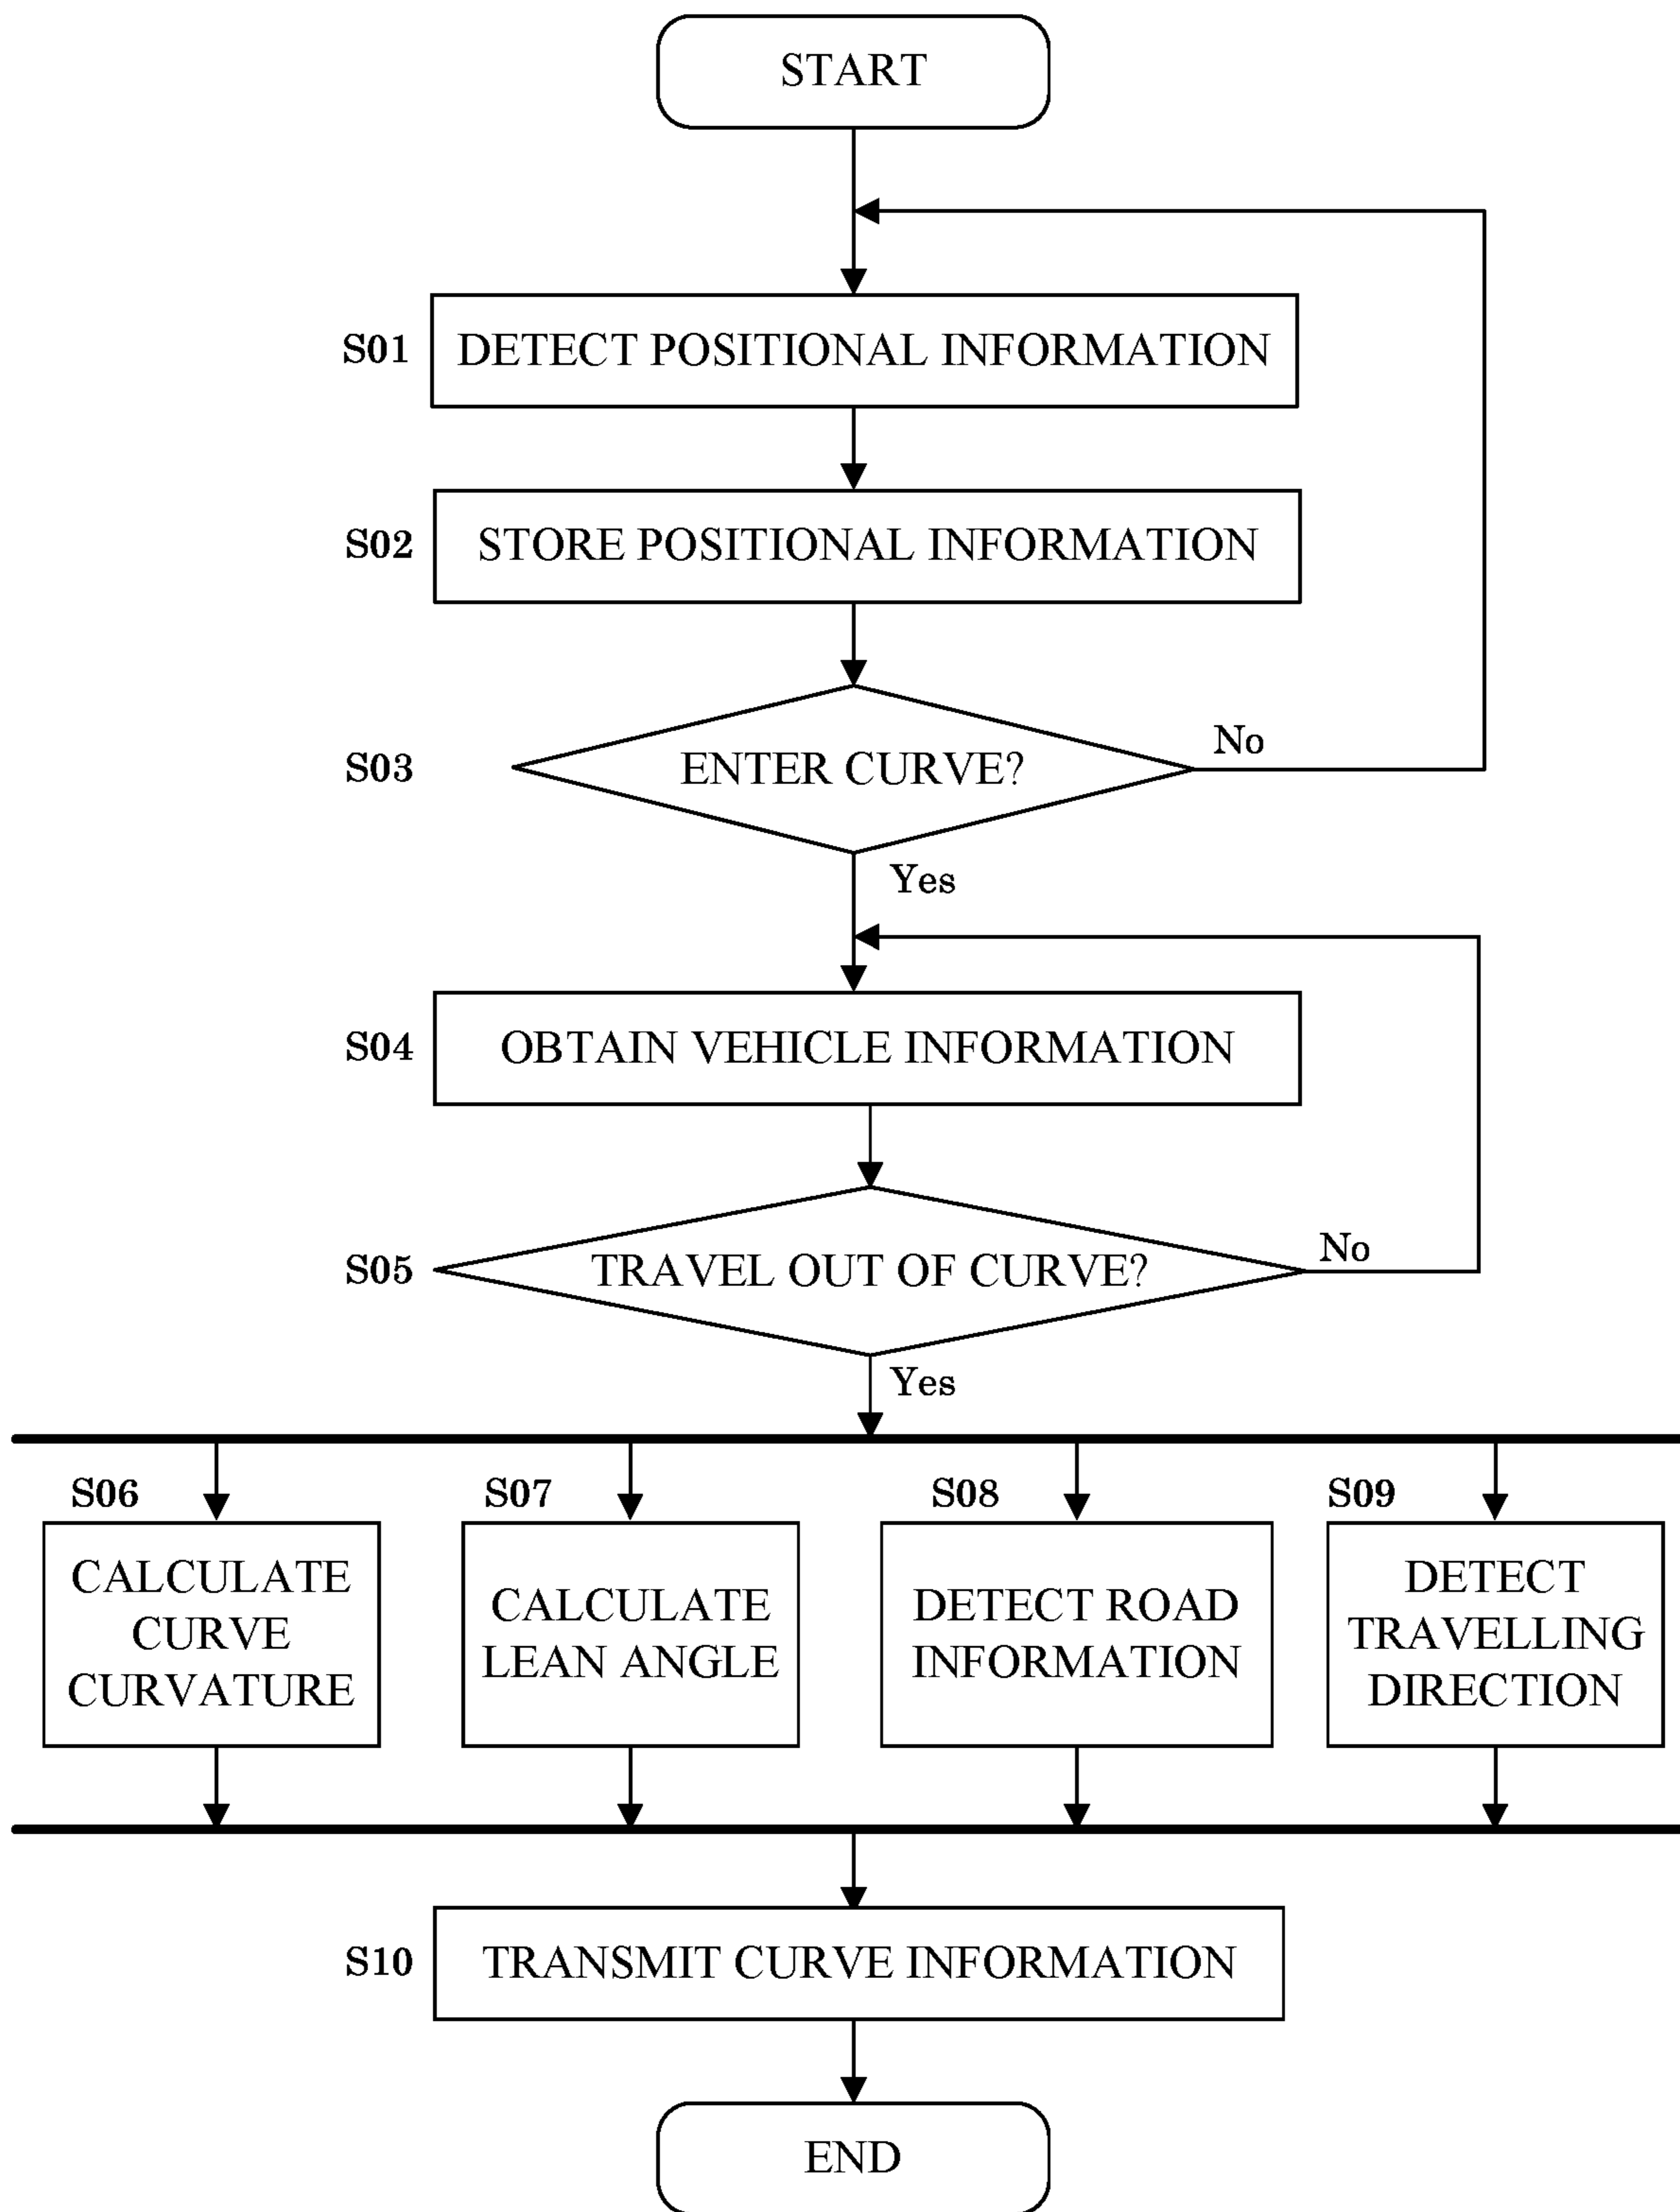 START
S01
DETECT POSITIONAL INFORMATION
S02
STORE POSITIONAL INFORMATION
S03
ENTER CURVE?
No
Yes
S04
OBTAIN VEHICLE INFORMATION
S05
TRAVEL OUT OF CURVE?
No
Yes
S06
CALCULATE
CURVE
CURVATURE
S07
CALCULATE
LEAN ANGLE
S08
DETECT ROAD
INFORMATION
S09
DETECT
TRAVELLING
DIRECTION
S10
TRANSMIT CURVE INFORMATION
END